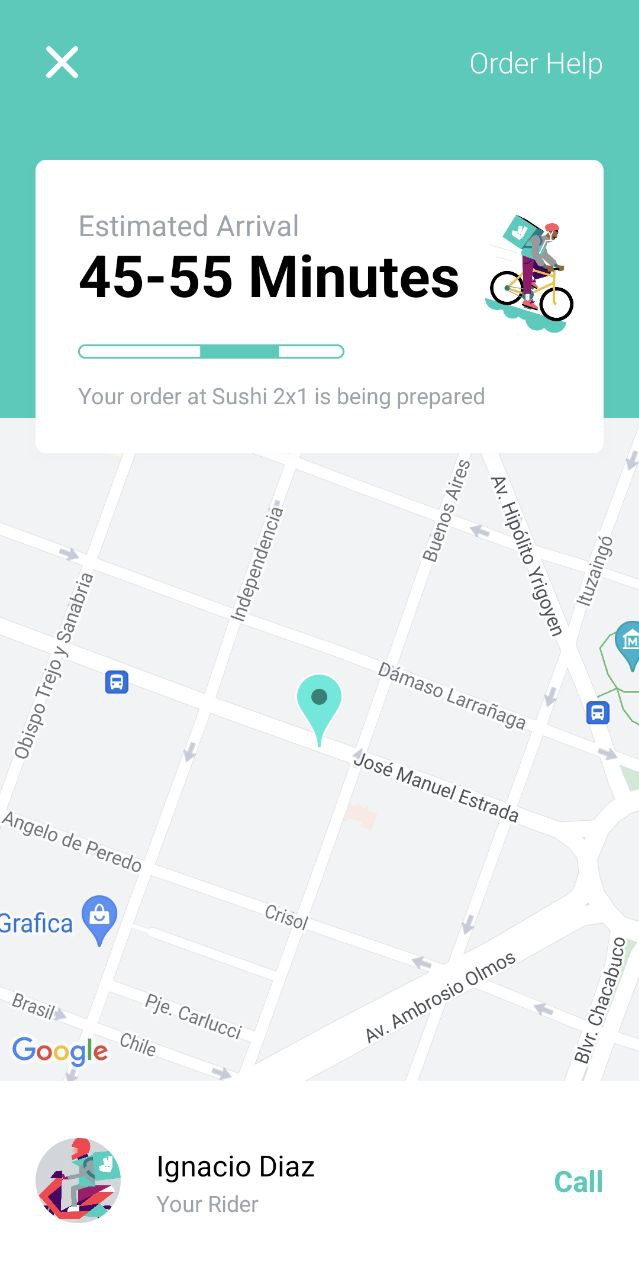 Order Help
Estimated Arrival
45-55 Minutes
Your order at Sushi 2x1 is being prepared
Buenos Aires
Av. Hipólito Yrigoyen
Ituzaingó
Independencia
Obispo Trejo y Sanabria
M
Dámaso Larrañaga
José Manuel Estrada
Angelo de Peredo
Grafica
Crisol
Av. Ambrosio Olmos
Blvr. Chacabuco
Brasil
Pje. Carlucci
Chile
Google
Ignacio Diaz
Your Rider
Call